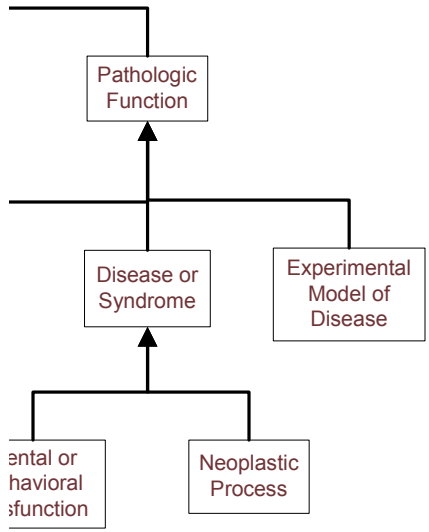 Pathologic
Function
Disease or
Syndrome
Experimental
Model of
Disease
ental or
havioral
sfunction
Neoplastic
Process